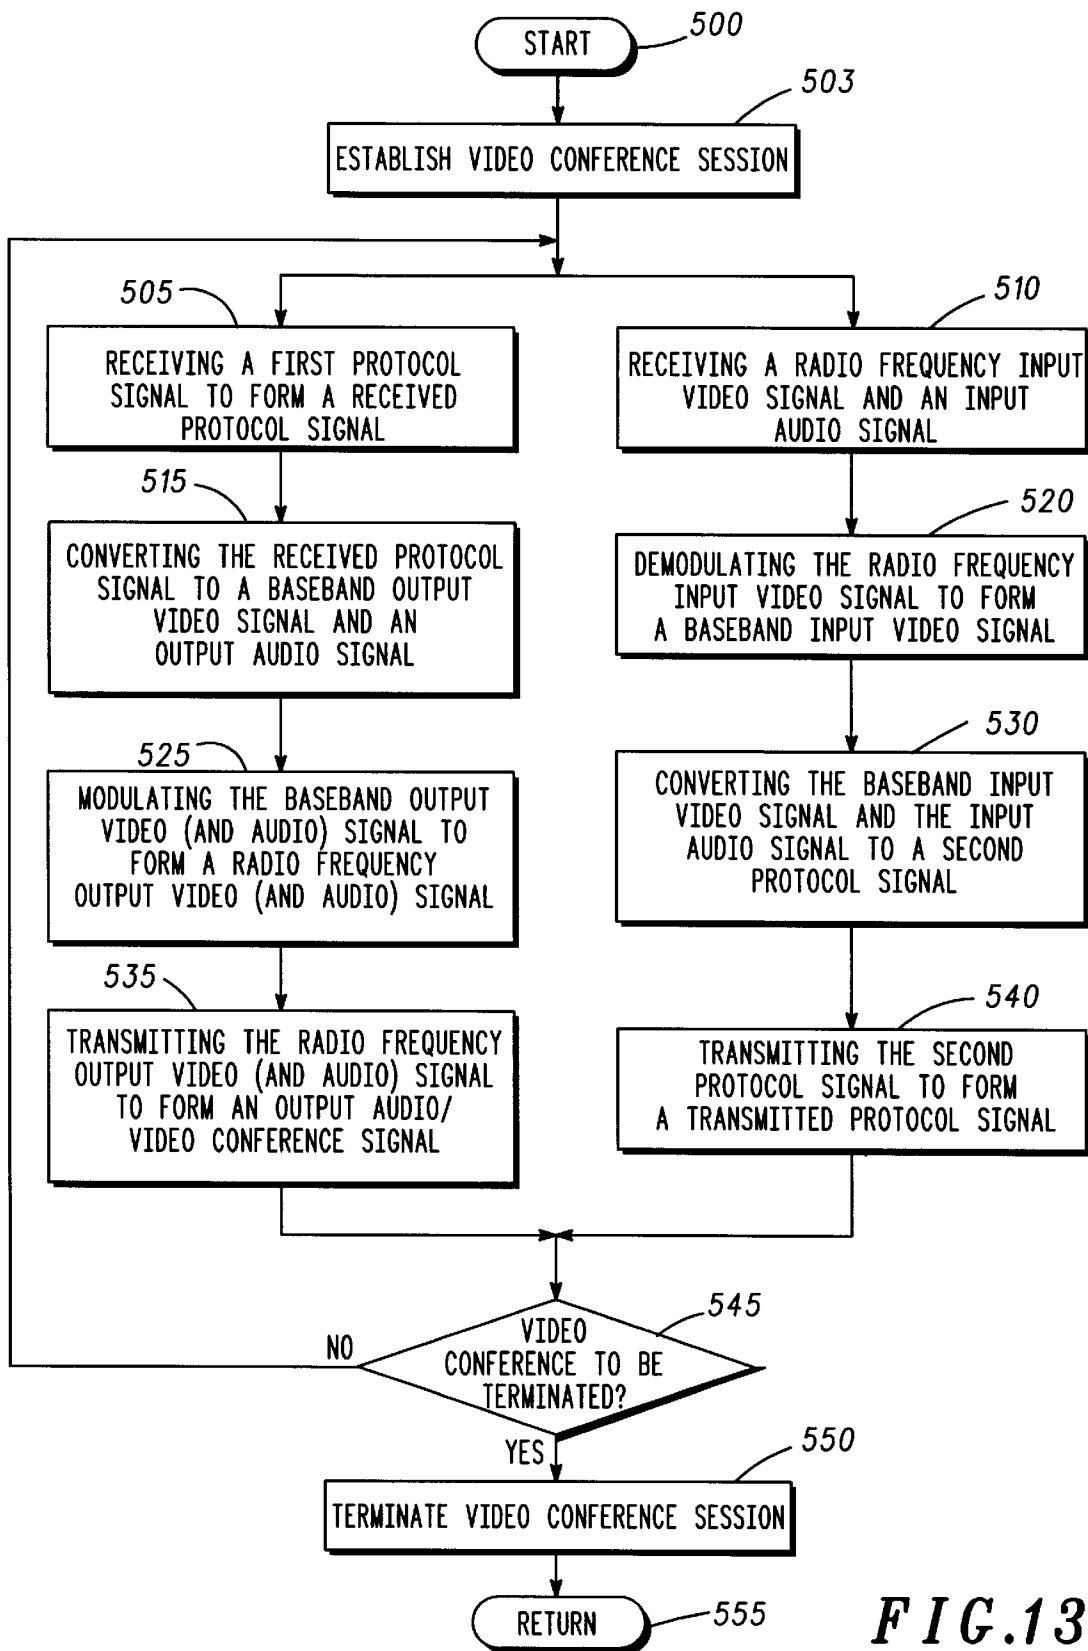 START
500
503
ESTABLISH VIDEO CONFERENCE SESSION
505
RECEIVING A FIRST PROTOCOL
SIGNAL TO FORM A RECEIVED
PROTOCOL SIGNAL
510
RECEIVING A RADIO FREQUENCY INPUT
VIDEO SIGNAL AND AN INPUT
AUDIO SIGNAL
515
CONVERTING THE RECEIVED PROTOCOL
SIGNAL TO A BASEBAND OUTPUT
VIDEO SIGNAL AND AN
OUTPUT AUDIO SIGNAL
520
DEMODULATING THE RADIO FREQUENCY
INPUT VIDEO SIGNAL TO FORM
A BASEBAND INPUT VIDEO SIGNAL
525
MODULATING THE BASEBAND OUTPUT
VIDEO (AND AUDIO) SIGNAL TO
FORM A RADIO FREQUENCY
OUTPUT VIDEO (AND AUDIO) SIGNAL
530
CONVERTING THE BASEBAND INPUT
VIDEO SIGNAL AND THE INPUT
AUDIO SIGNAL TO A SECOND
PROTOCOL SIGNAL
535
TRANSMITTING THE RADIO FREQUENCY
OUTPUT VIDEO (AND AUDIO) SIGNAL
TO FORM AN OUTPUT AUDIO/
VIDEO CONFERENCE SIGNAL
540
TRANSMITTING THE SECOND
PROTOCOL SIGNAL TO FORM
A TRANSMITTED PROTOCOL SIGNAL
545
NO
VIDEO
CONFERENCE TO BE
TERMINATED?
YES
550
TERMINATE VIDEO CONFERENCE SESSION
RETURN
555
FIG.13